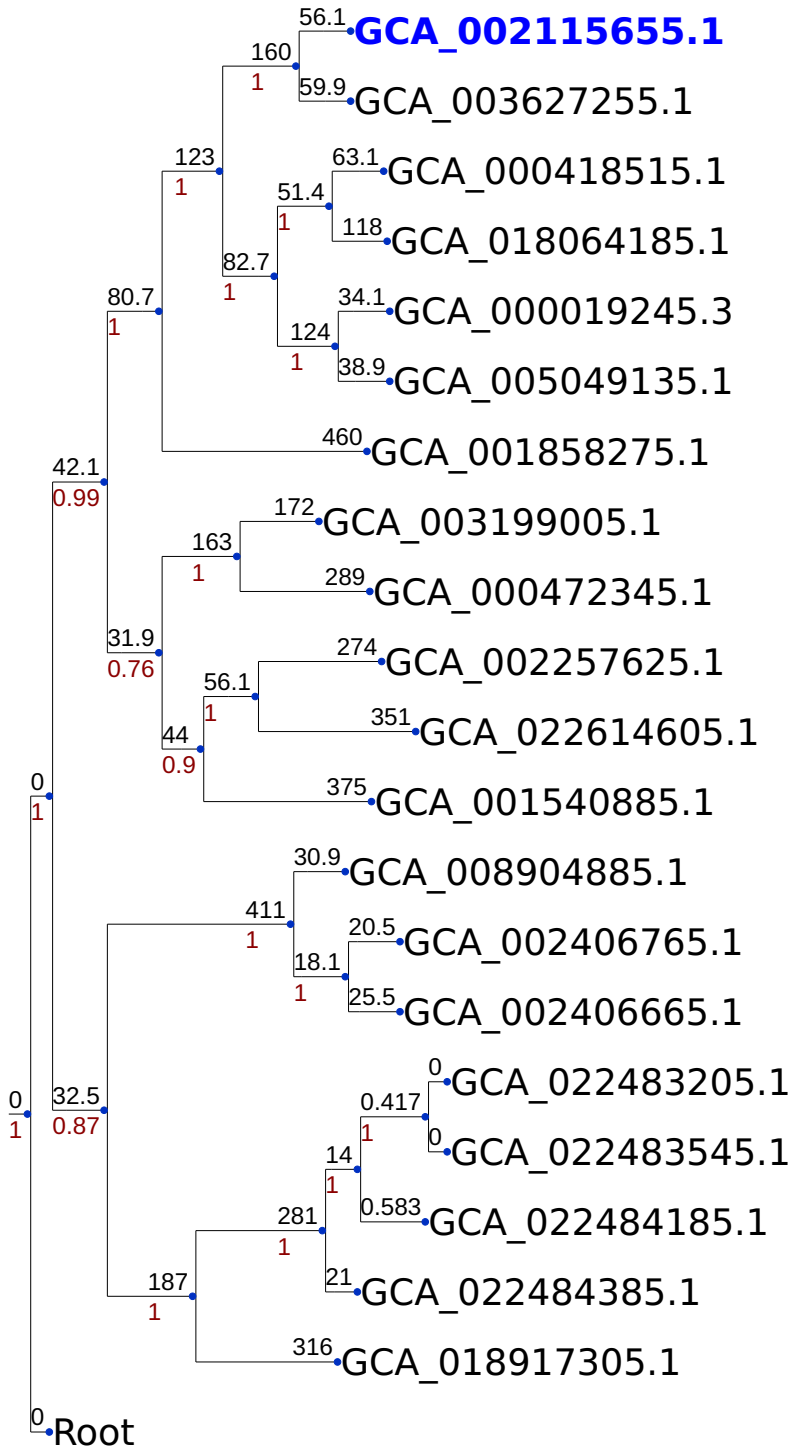 56.1
GCA_002115655.1
160
1
59.9
GCA_003627255.1
123
1
63.1
GCA_000418515.1
51.4
1
118
GCA_018064185.1
82.7
1
34.1
GCA_000019245.3
124
1
38.9
GCA_005049135.1
80.7
1
460
GCA_001858275.1
42.1
0.99
172
GCA_003199005.1
163
1
289
GCA_000472345.1
31.9
0.76
274
GCA_002257625.1
56.1
1
351
GCA_022614605.1
44
0.9
375
GCA_001540885.1
0
1
30.9
GCA_008904885.1
411
1
20.5
GCA_002406765.1
18.1
1
25.5
GCA_002406665.1
32.5
0.87
0
GCA_022483205.1
0.417
1
0
GCA_022483545.1
14
1
0.583
GCA_022484185.1
281
1
21
GCA_022484385.1
187
1
316
GCA_018917305.1
0
1
0
Root